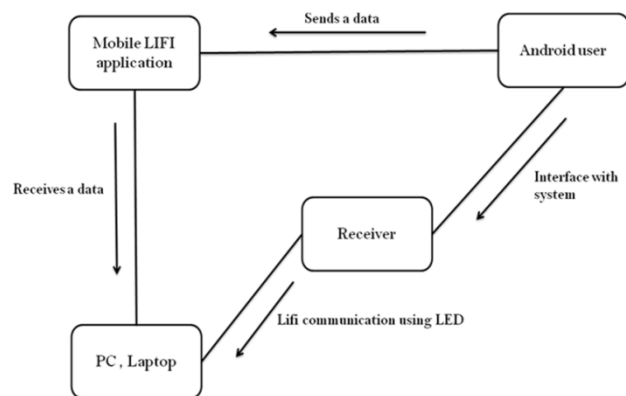 Sends a data
Mobile LIFI
application
Android user
Receives a data
Interface with
system
Receiver
Lifi communication using LED
PC , Laptop